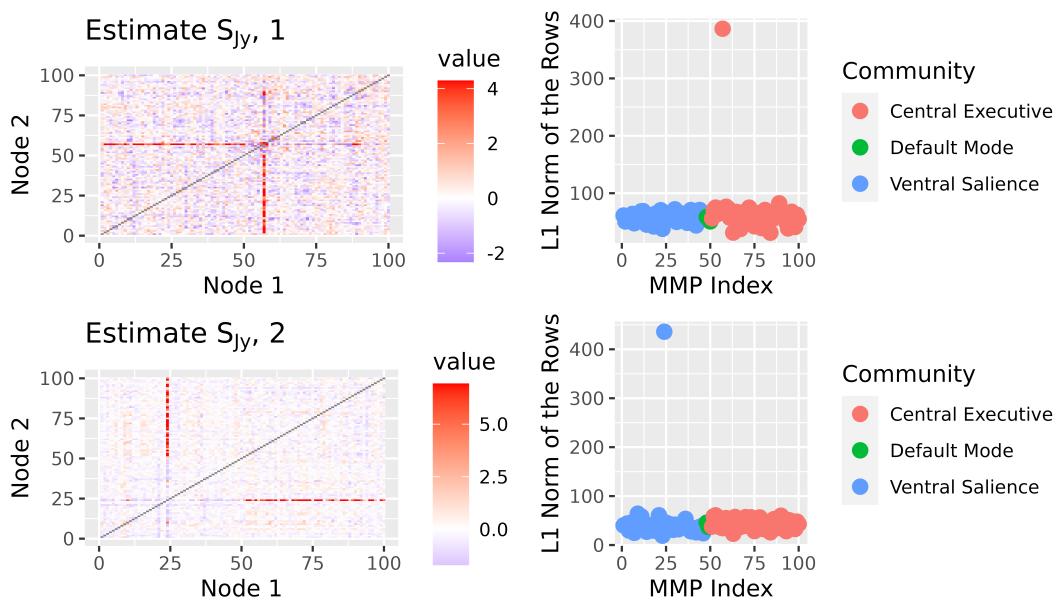 Estimate S_Jy, 1
100
75
50
25
0
Node 2
0 25 50 75 100
Node 1
value
4
2
0
-2
400
300
200
100
L1 Norm of the Rows
0 25 50 75 100
MMP Index
Community
Central Executive
Default Mode
Ventral Salience
Estimate S_Jy, 2
100
75
50
25
0
Node 2
0 25 50 75 100
Node 1
value
5.0
2.5
0.0
400
300
200
100
0
L1 Norm of the Rows
0 25 50 75 100
MMP Index
Community
Central Executive
Default Mode
Ventral Salience